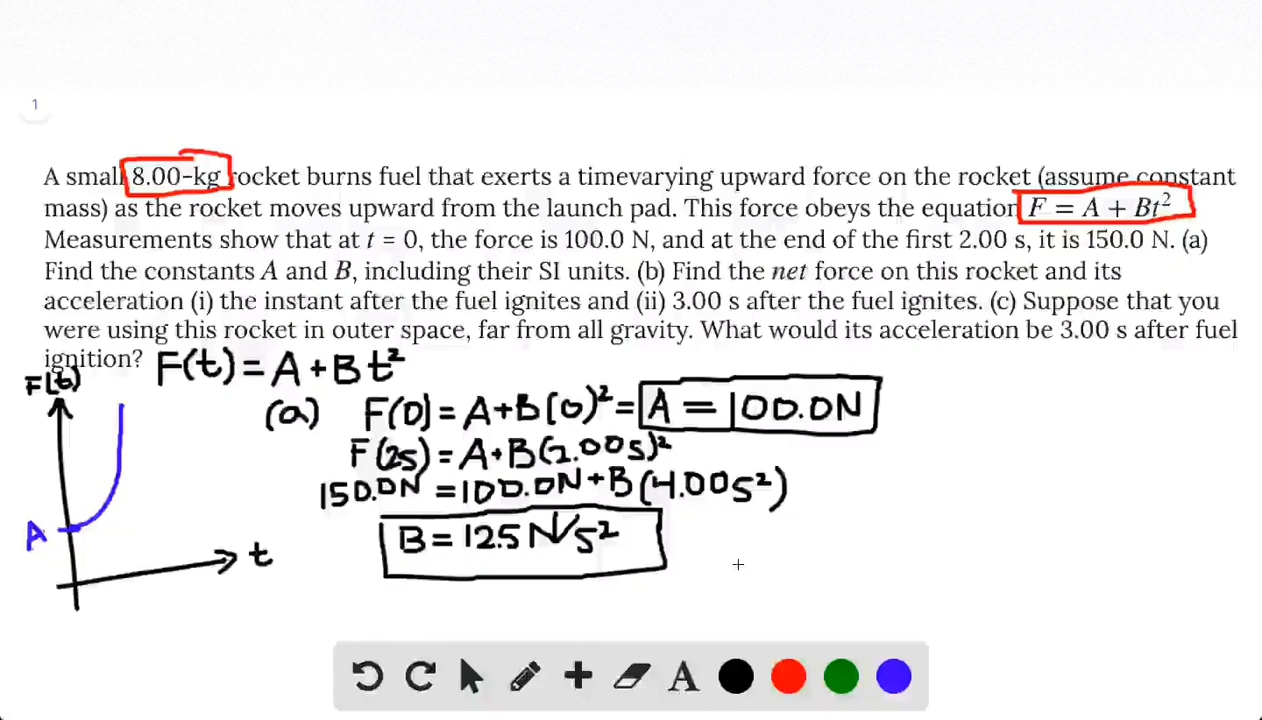 1
A small 8.00-kg rocket burns fuel that exerts a timevarying upward force on the rocket (assume constant
mass) as the rocket moves upward from the launch pad. This force obeys the equation F = A + Bt²
Measurements show that at t = 0, the force is 100.0 N, and at the end of the first 2.00 s, it is 150.0 N. (a)
Find the constants A and B, including their SI units. (b) Find the net force on this rocket and its
acceleration (i) the instant after the fuel ignites and (ii) 3.00 s after the fuel ignites. (c) Suppose that you
were using this rocket in outer space, far from all gravity. What would its acceleration be 3.00 s after fuel
ignition?
F(t) = A + Bt²
F(t)
(a) F(0) = A+B(0)² = A = 100.0N
F(2s) = A+B(2.00s)²
150.0N = 100.0N+B(4.00s²)
B = 12.5 N/s²
A
t
A